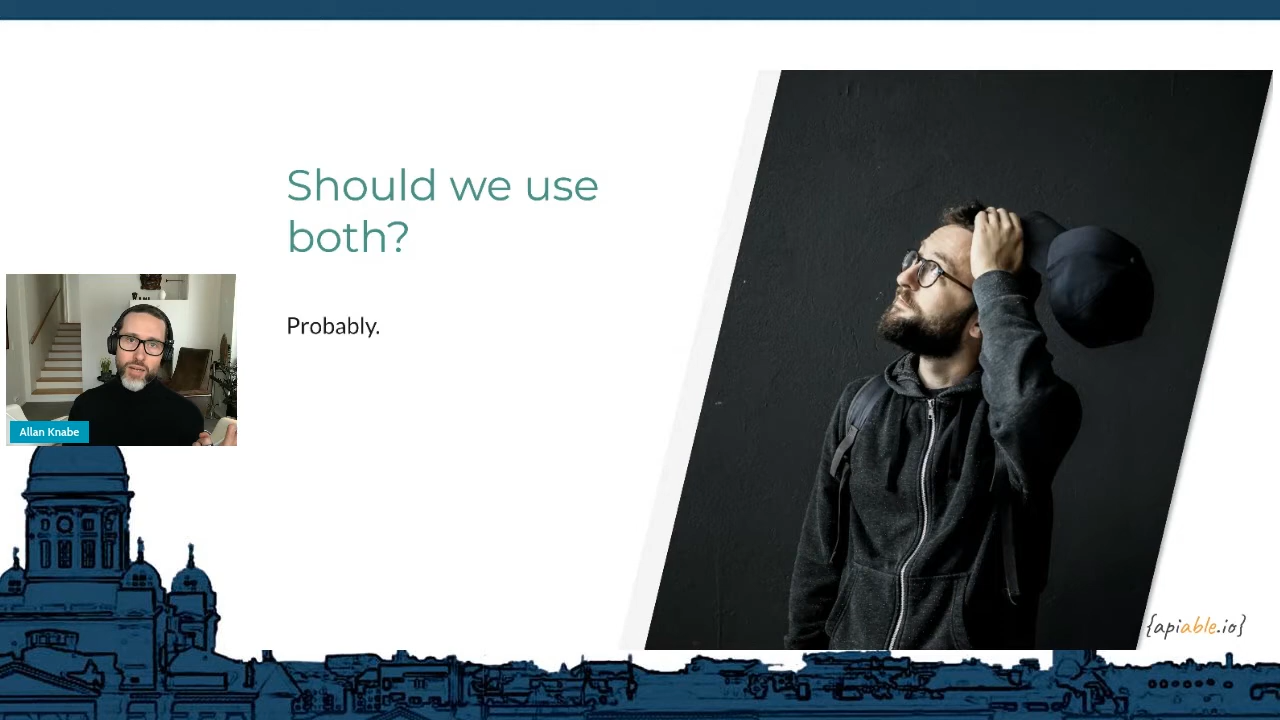 Should we use
both?
Probably.
Allan Knabe
{apiable.io}